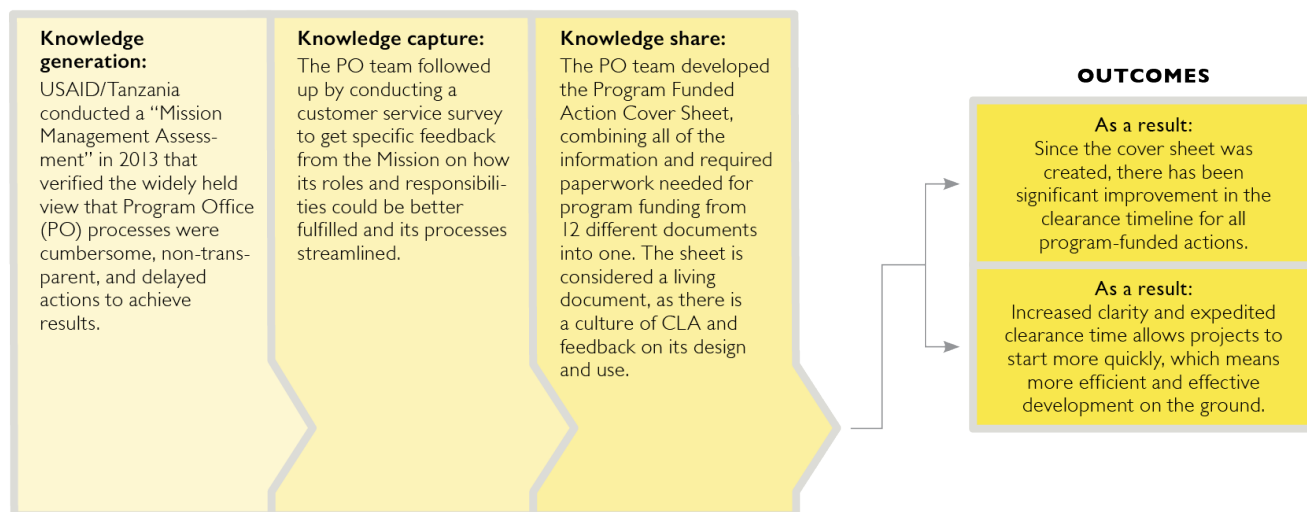 Knowledge
generation:
USAID/Tanzania
conducted a “Mission
Management Assess-
ment” in 2013 that
verified the widely held
view that Program Office
(PO) processes were
cumbersome, non-trans-
parent, and delayed
actions to achieve
results.
Knowledge capture:
The PO team followed
up by conducting a
customer service survey
to get specific feedback
from the Mission on how
its roles and responsibili-
ties could be better
fulfilled and its processes
streamlined.
Knowledge share:
The PO team developed
the Program Funded
Action Cover Sheet,
combining all of the
information and required
paperwork needed for
program funding from
12 different documents
into one. The sheet is
considered a living
document, as there is
a culture of CLA and
feedback on its design
and use.
OUTCOMES
As a result:
Since the cover sheet was
created, there has been
significant improvement in the
clearance timeline for all
program-funded actions.
As a result:
Increased clarity and expedited
clearance time allows projects to
start more quickly, which means
more efficient and effective
development on the ground.